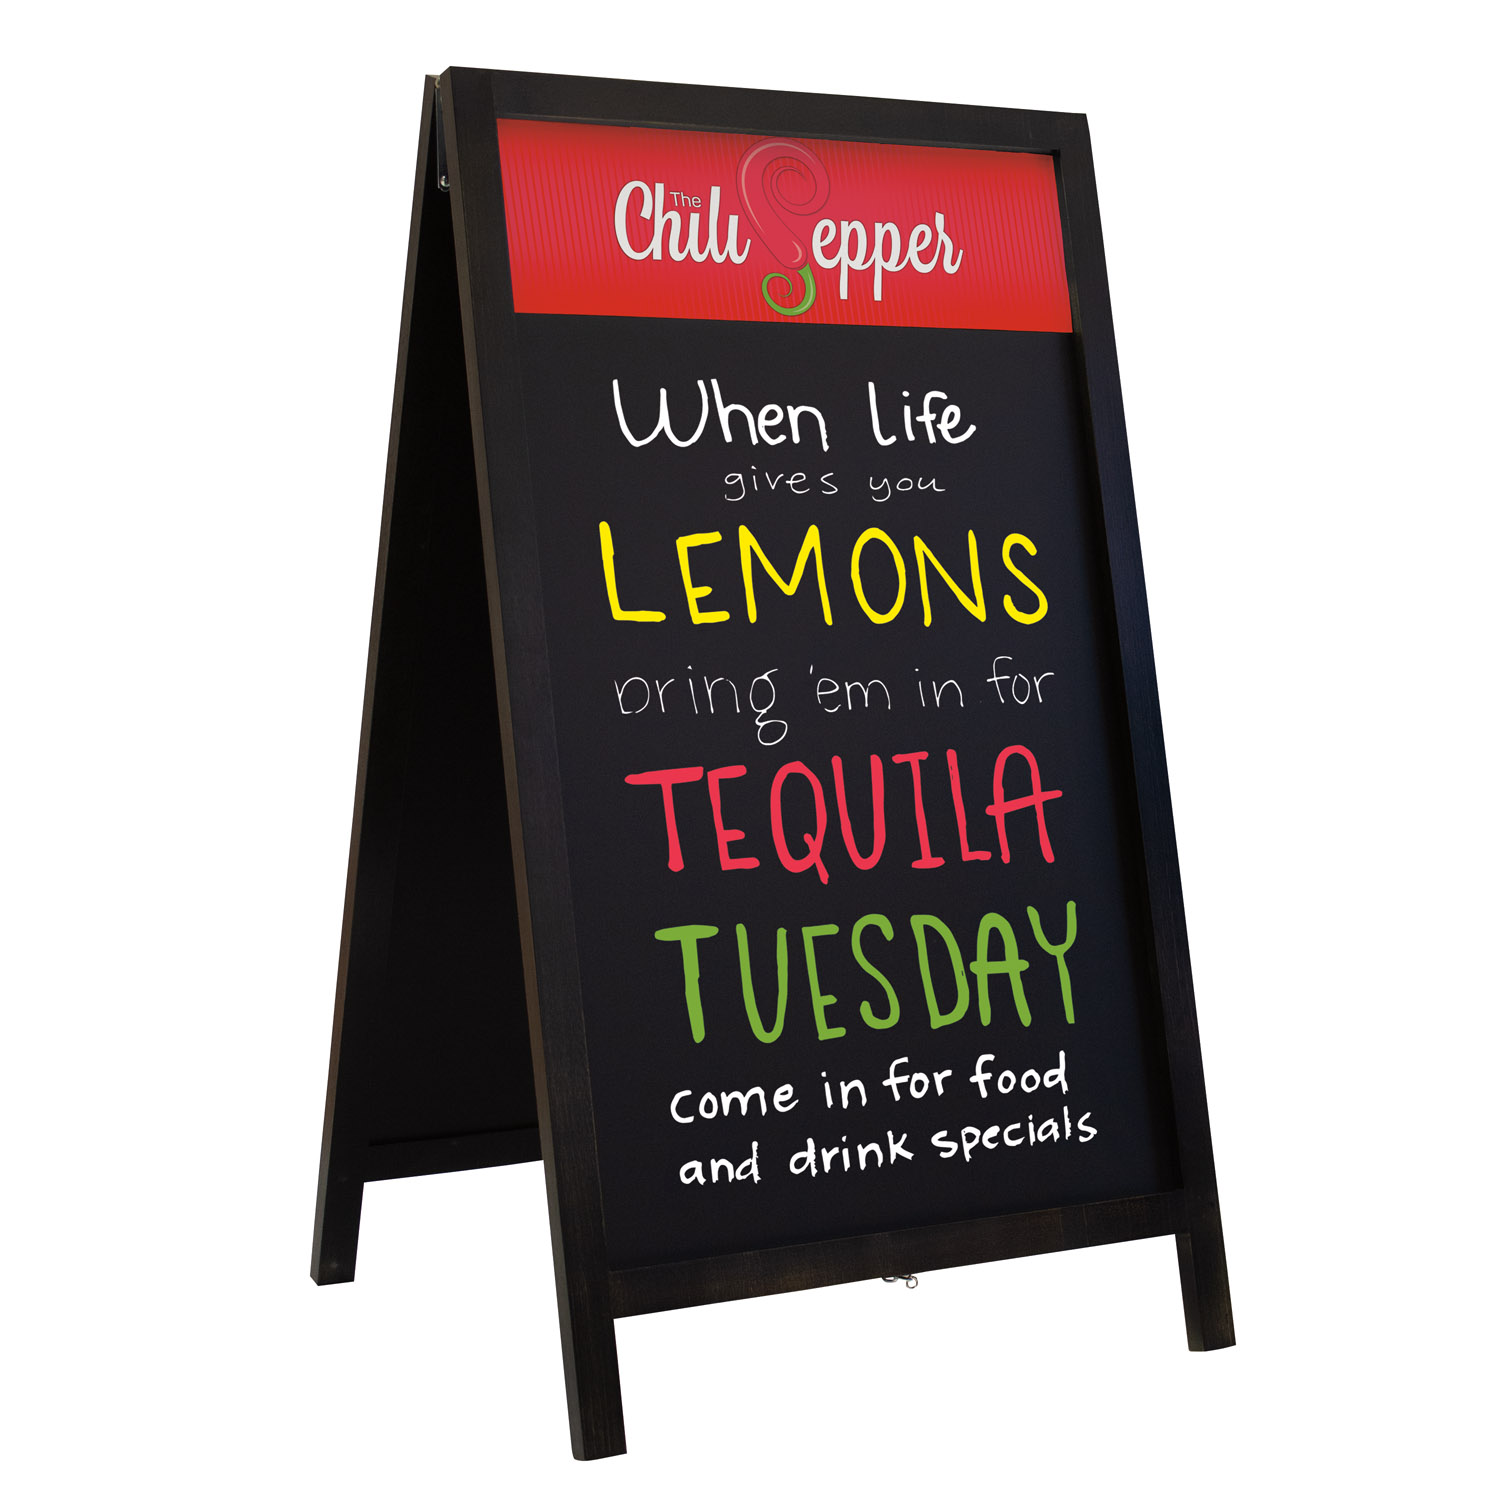 The
Chili Pepper
When life
gives you
LEMONS
bring 'em in for
TEQUILA
TUESDAY
come in for food
and drink specials